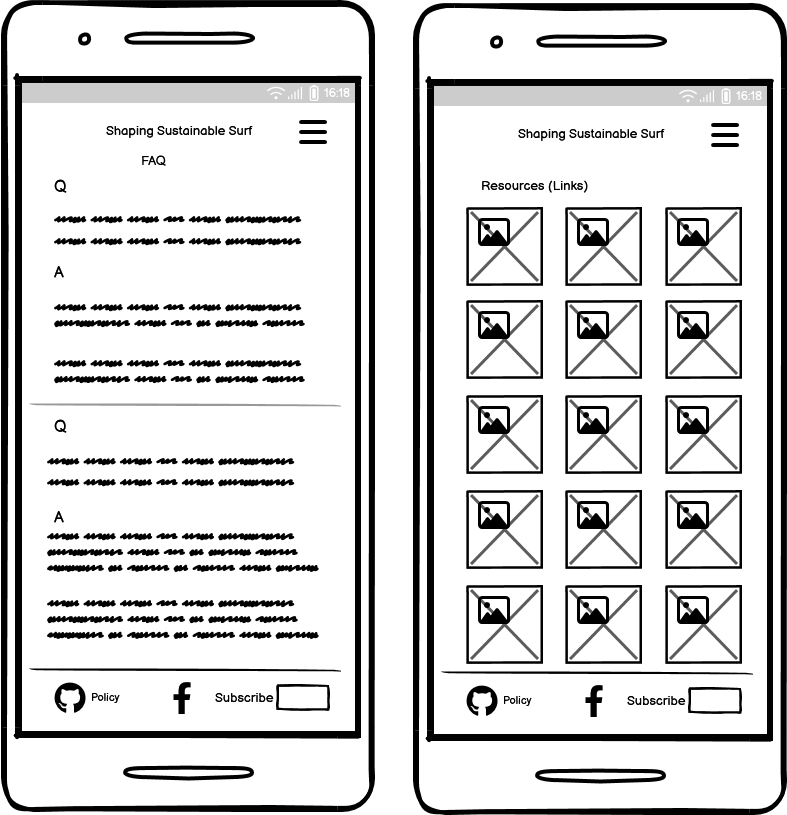 16:18
Shaping Sustainable Surf
FAQ
Q
A
Q
A
Policy
Subscribe
16:18
Shaping Sustainable Surf
Resources (Links)
Policy
Subscribe